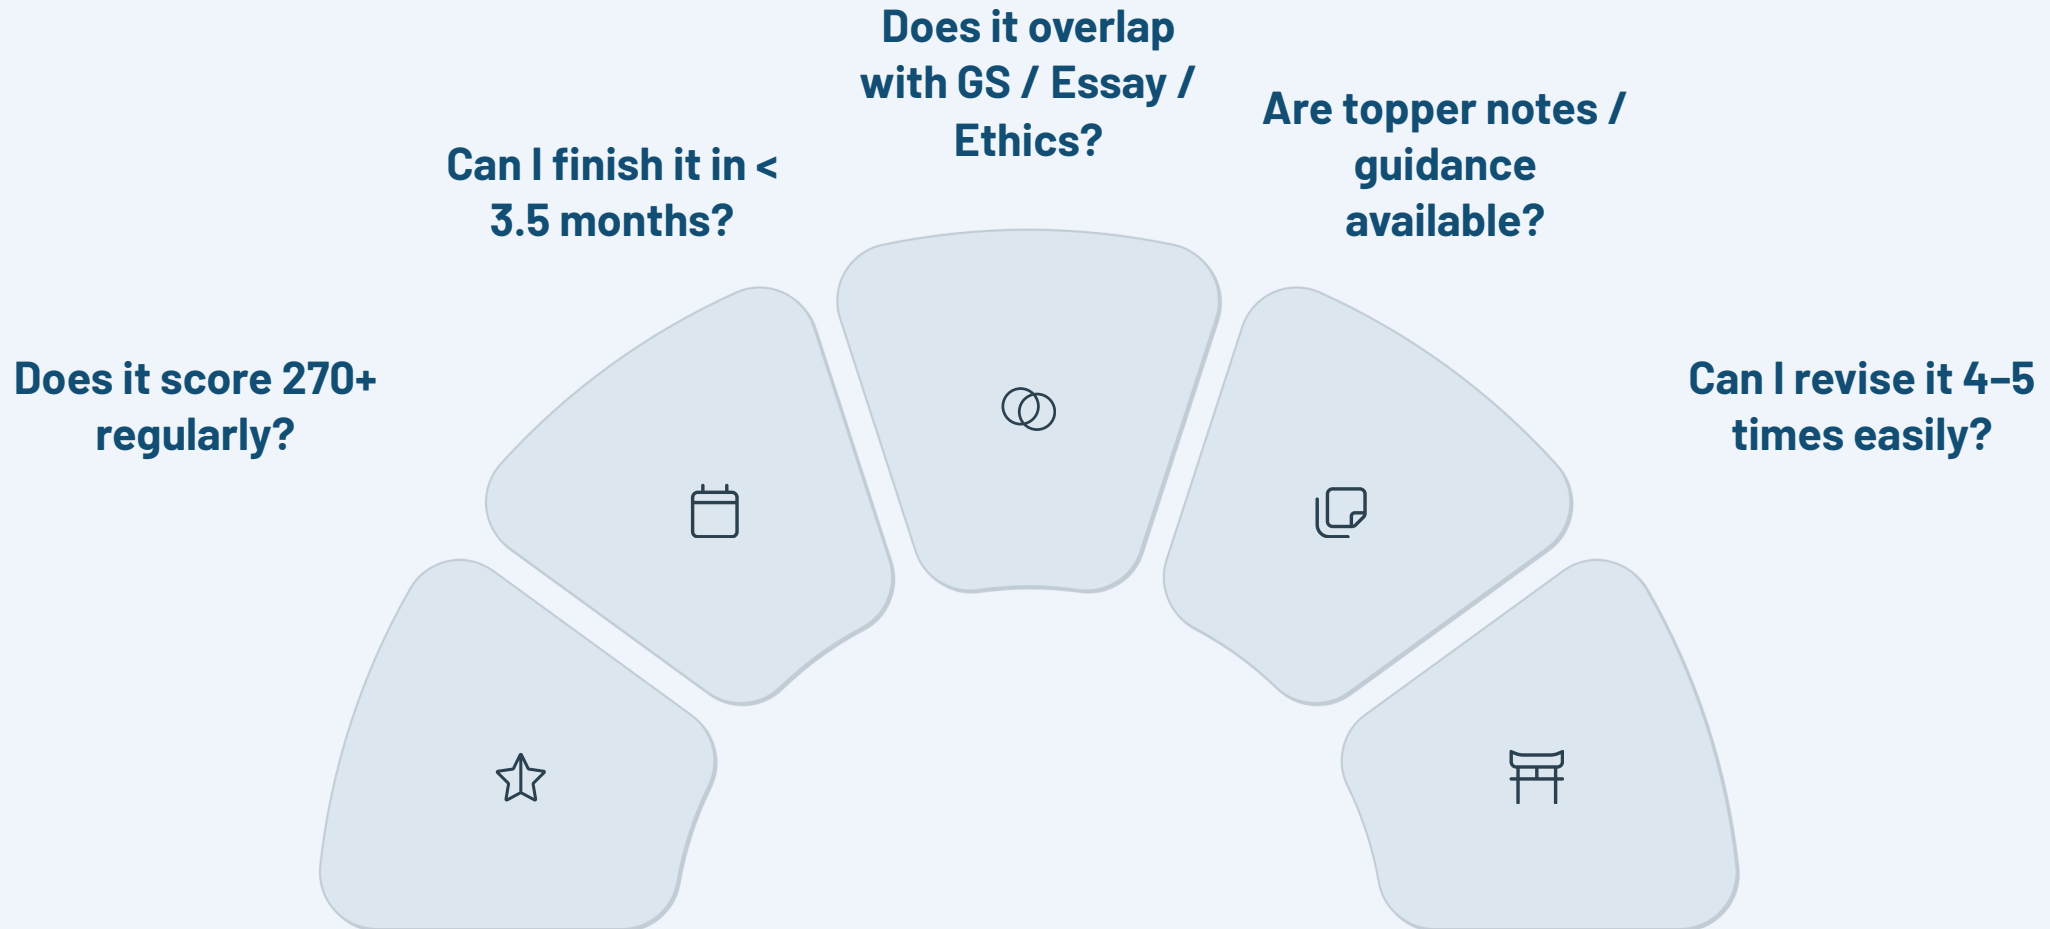 Does it score 270+
regularly?
Can I finish it in <
3.5 months?
Does it overlap
with GS / Essay /
Ethics?
Are topper notes /
guidance
available?
Can I revise it 4–5
times easily?